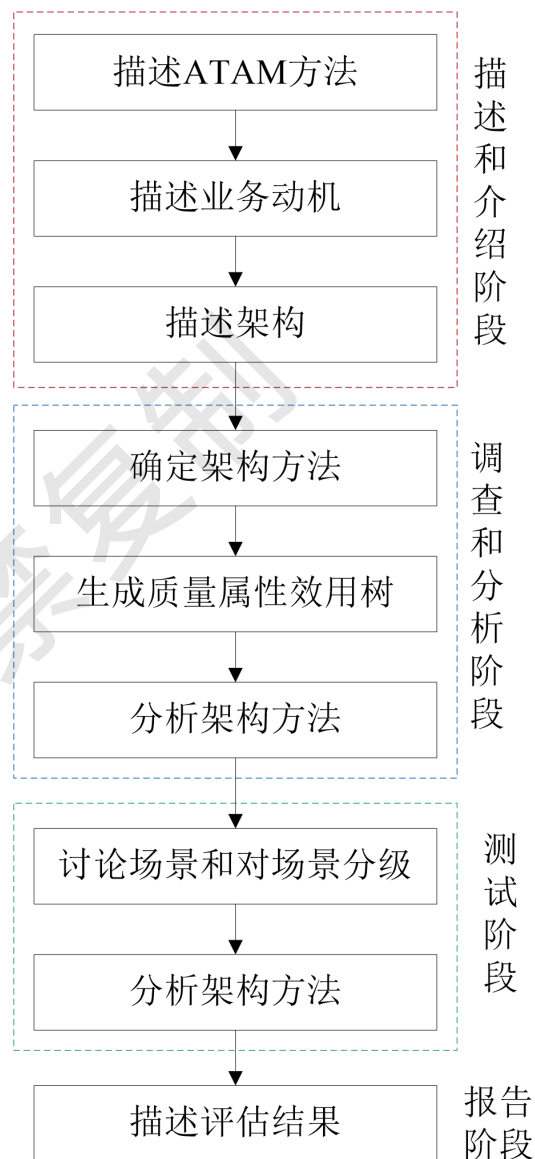 描述ATAM方法
描述业务动机
描述架构
描述和介绍阶段
确定架构方法
生成质量属性效用树
分析架构方法
调查和分析阶段
讨论场景和对场景分级
分析架构方法
测试阶段
描述评估结果
报告
阶段
禁复制